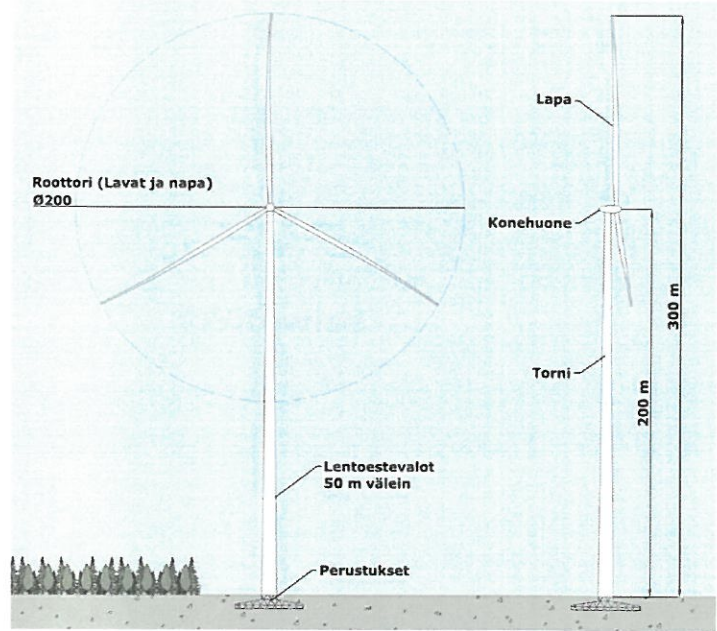 Lapa
Roottori (Lavat ja napa)
Ø200
Konehuone
300 m
Torni
200 m
Lentoestevalot
50 m välein
Perustukset